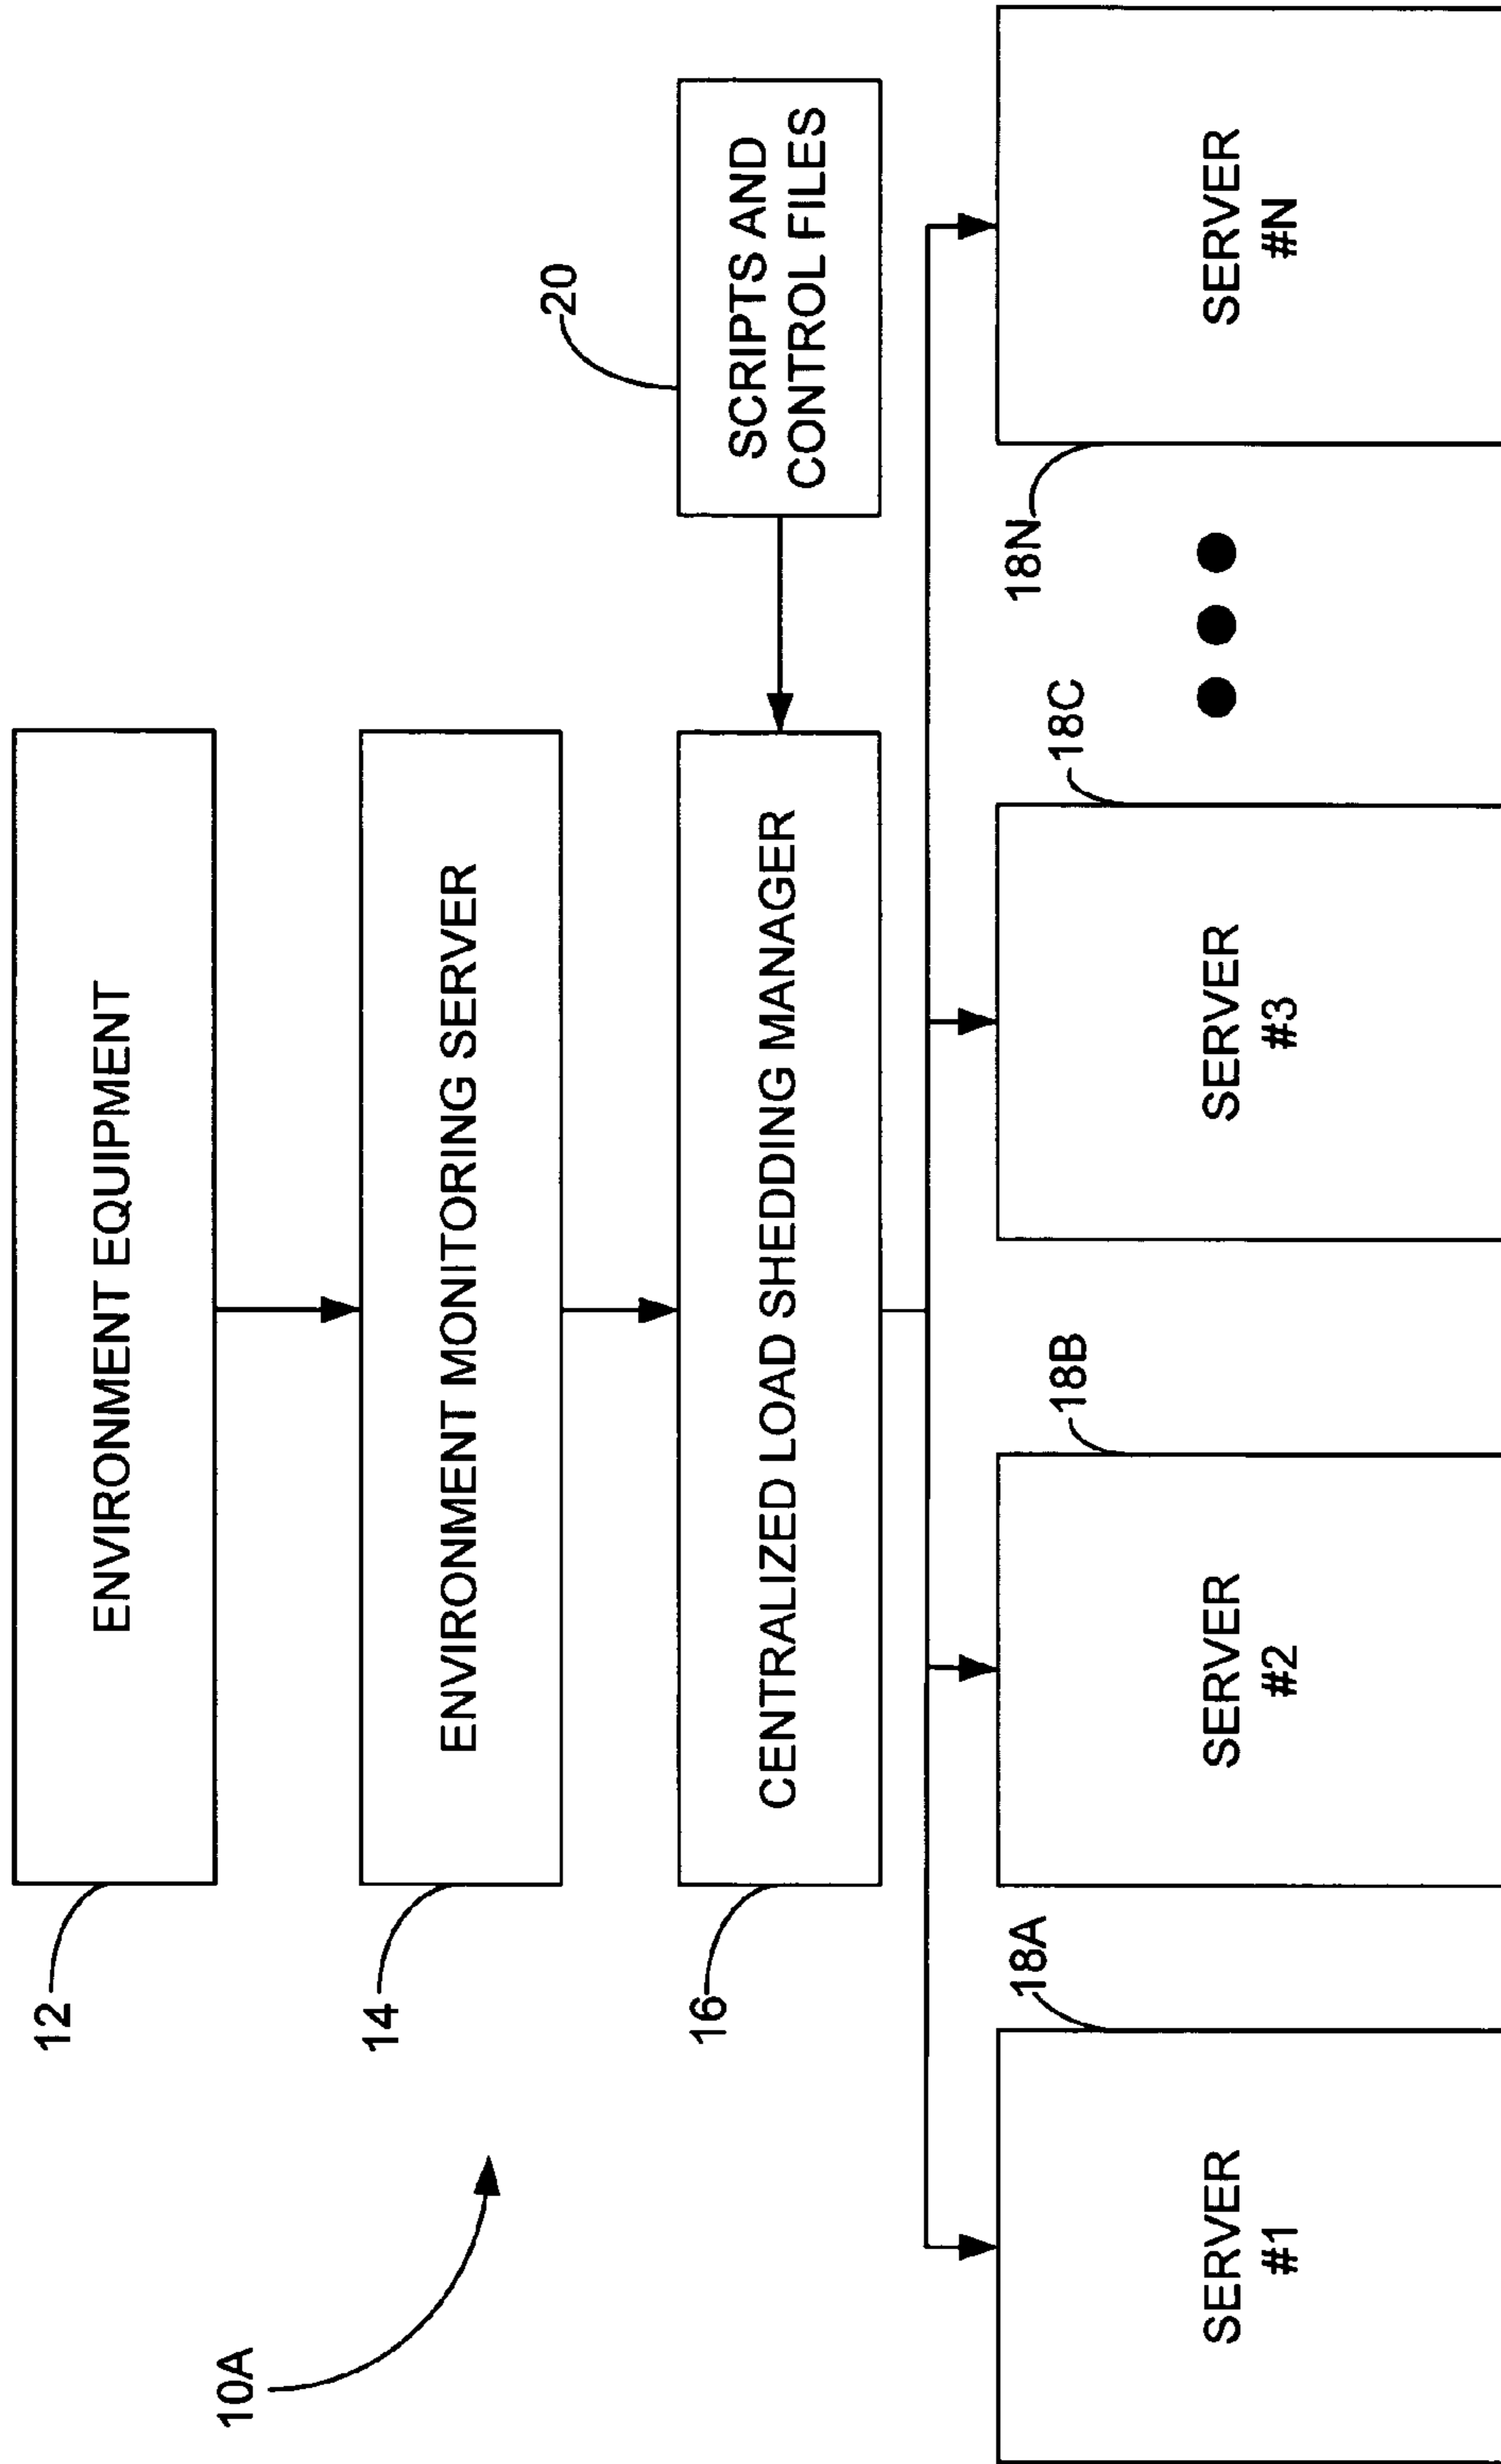 10A
12
ENVIRONMENT EQUIPMENT
14
ENVIRONMENT MONITORING SERVER
16
CENTRALIZED LOAD SHEDDING MANAGER
20
SCRIPTS AND
CONTROL FILES
18A
SERVER
#1
18B
SERVER
#2
18C
SERVER
#3
18N
SERVER
#N